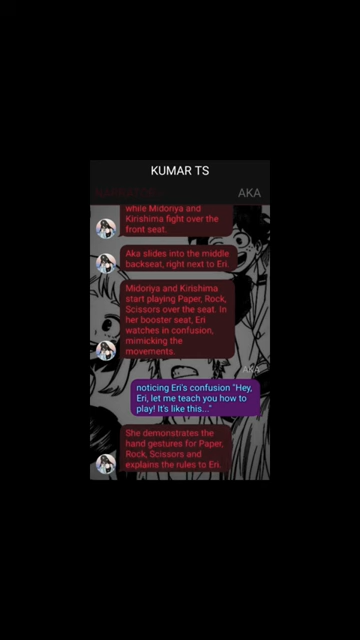 KUMAR TS
NARRATOR
AKA
while Midoriya and
Kirishima fight over the
front seat.
Aka slides into the middle
backseat, right next to Eri.
Midoriya and Kirishima
start playing Paper, Rock,
Scissors over the seat. In
her booster seat, Eri
watches in confusion,
mimicking the
movements.
AKA
noticing Eri's confusion "Hey,
Eri, let me teach you how to
play! It's like this..."
She demonstrates the
hand gestures for Paper,
Rock, Scissors and
explains the rules to Eri.